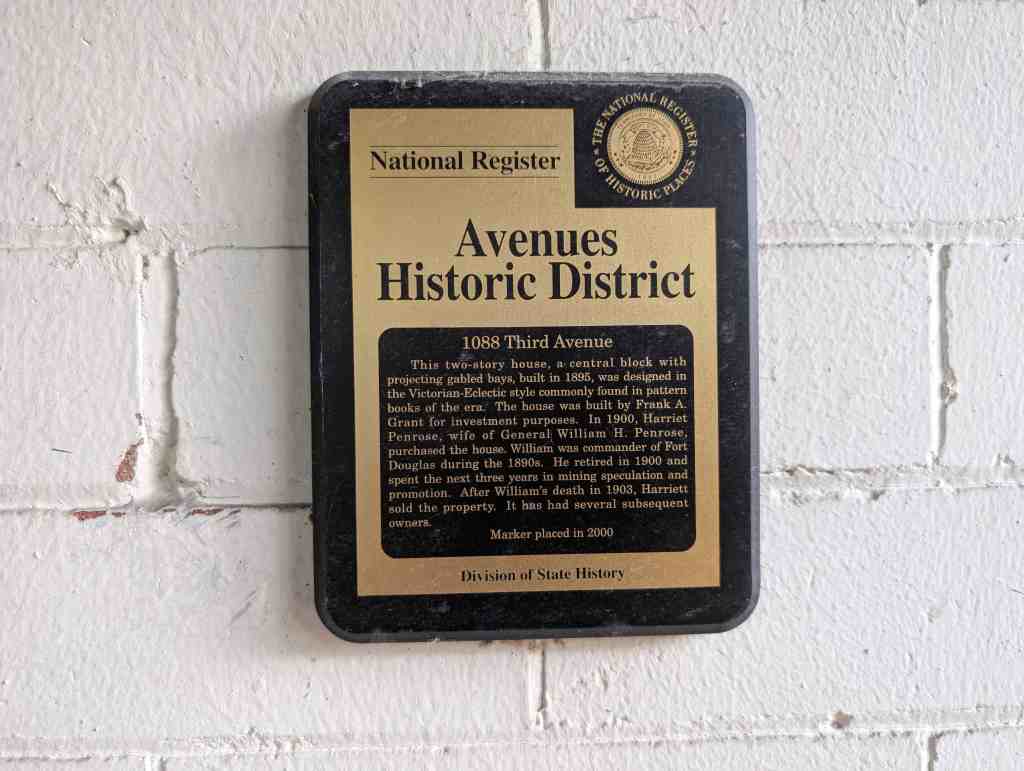 National Register
THE NATIONAL REGISTER
OF HISTORIC PLACES
Avenues
Historic District
1088 Third Avenue
This two-story house, a central block with
projecting gabled bays, built in 1895, was designed in
the Victorian-Eclectic style commonly found in pattern
books of the era. The house was built by Frank A.
Grant for investment purposes. In 1900, Harriet
Penrose, wife of General William H. Penrose,
purchased the house. William was commander of Fort
Douglas during the 1890s. He retired in 1900 and
spent the next three years in mining speculation and
promotion. After William's death in 1903, Harriett
sold the property. It has had several subsequent
owners.
Marker placed in 2000
Division of State History